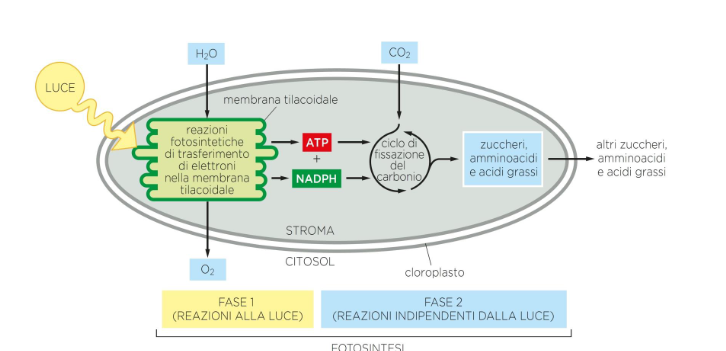 H₂O
CO₂
LUCE
membrana tilacoidale
reazioni
fotosintetiche
di trasferimento
di elettroni
nella membrana
tilacoidale
ATP
+
NADPH
ciclo di
fissazione
del
carbonio
zuccheri,
amminoacidi
e acidi grassi
altri zuccheri,
amminoacidi
e acidi grassi
STROMA
CITOSOL
cloroplasto
O₂
FASE 1
(REAZIONI ALLA LUCE)
FASE 2
(REAZIONI INDIPENDENTI DALLA LUCE)
FOTOSINTESI